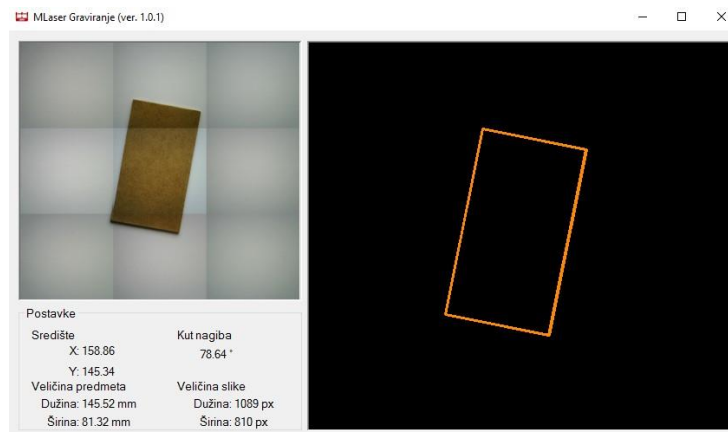 MLaser Graviranje (ver. 1.0.1)
Postavke
Središte
X: 158.86
Y: 145.34
Kut nagiba
78.64 °
Veličina predmeta
Dužina: 145.52 mm
Širina: 81.32 mm
Veličina slike
Dužina: 1089 px
Širina: 810 px